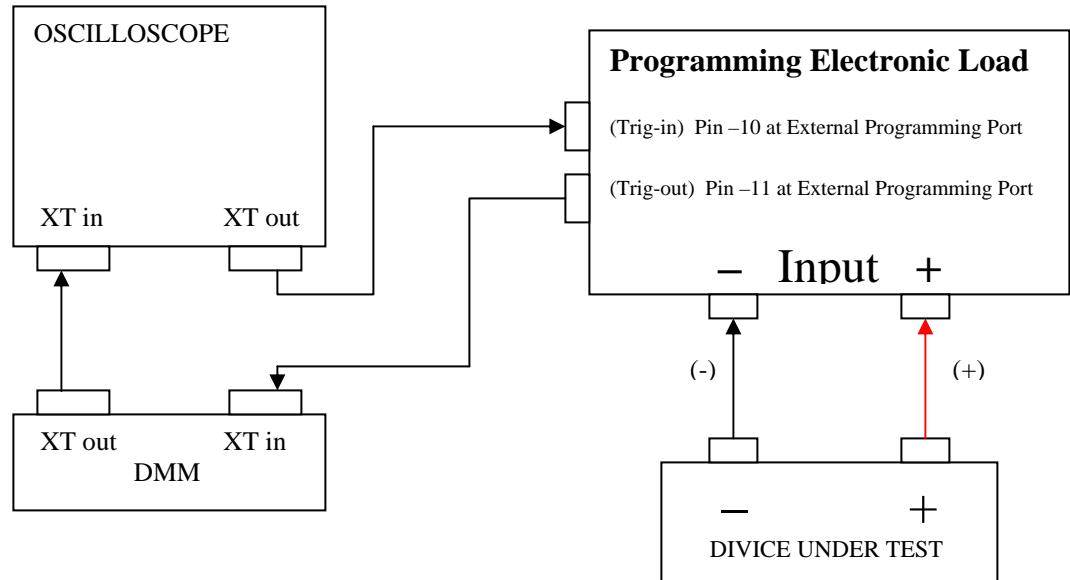 OSCILLOSCOPE
XT in XT out
XT out XT in
DMM
Programming Electronic Load
(Trig-in) Pin –10 at External Programming Port
(Trig-out) Pin –11 at External Programming Port
– Input +
(-) (+)
– +
DIVICE UNDER TEST